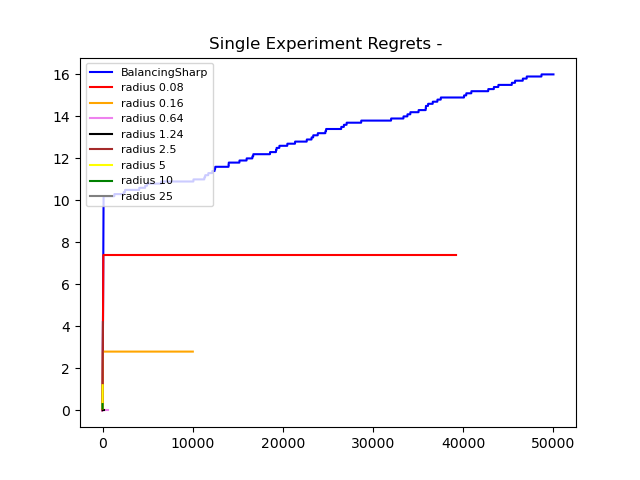 Single Experiment Regrets -
16
14
12
10
8
6
4
2
0
BalancingSharp
radius 0.08
radius 0.16
radius 0.64
radius 1.24
radius 2.5
radius 5
radius 10
radius 25
0 10000 20000 30000 40000 50000